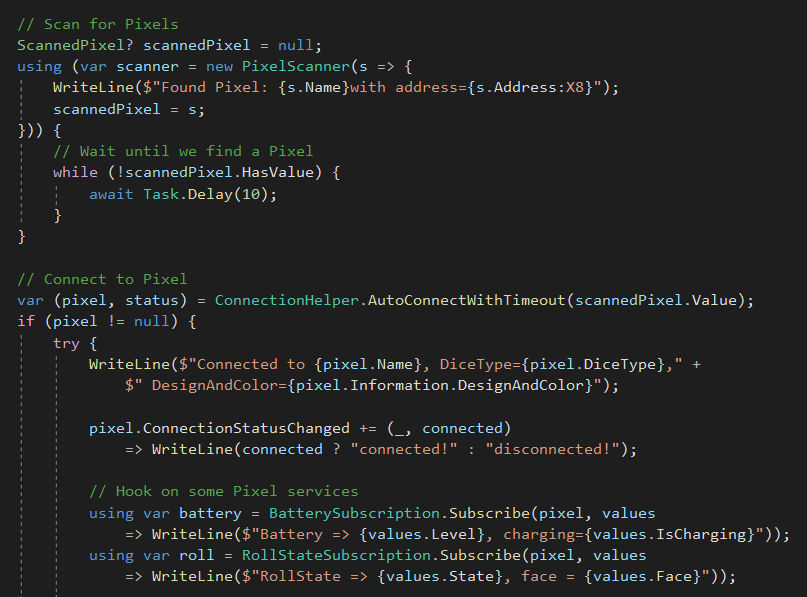 // Scan for Pixels
ScannedPixel? scannedPixel = null;
using (var scanner = new PixelScanner(s => {
    WriteLine($"Found Pixel: {s.Name}with address={s.Address:X8}");
    scannedPixel = s;
})) {
    // Wait until we find a Pixel
    while (!scannedPixel.HasValue) {
        await Task.Delay(10);
    }
}

// Connect to Pixel
var (pixel, status) = ConnectionHelper.AutoConnectWithTimeout(scannedPixel.Value);
if (pixel != null) {
    try {
        WriteLine($"Connected to {pixel.Name}, DiceType={pixel.DiceType}," +
            $" DesignAndColor={pixel.Information.DesignAndColor}");

        pixel.ConnectionStatusChanged += (_, connected)
            => WriteLine(connected ? "connected!" : "disconnected!");

        // Hook on some Pixel services
        using var battery = BatterySubscription.Subscribe(pixel, values
            => WriteLine($"Battery => {values.Level}, charging={values.IsCharging}"));
        using var roll = RollStateSubscription.Subscribe(pixel, values
            => WriteLine($"RollState => {values.State}, face = {values.Face}"));